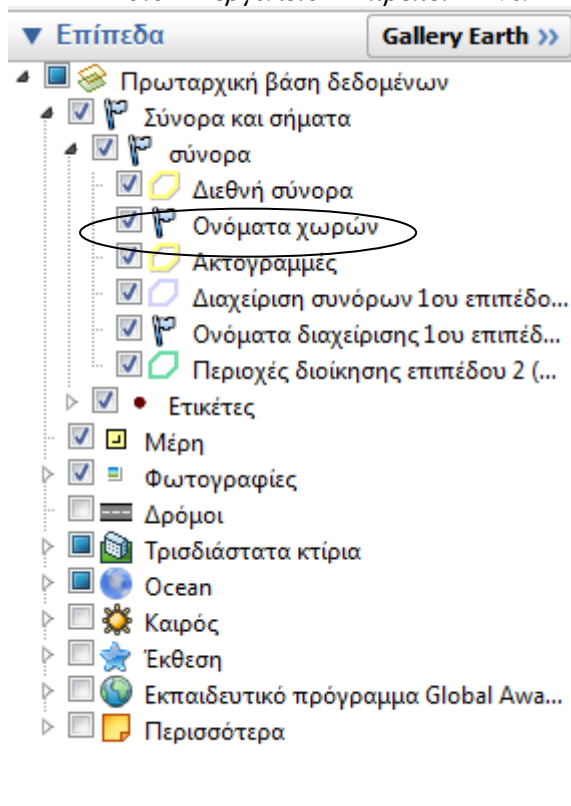 Επίπεδα Gallery Earth >>
Πρωταρχική βάση δεδομένων
Σύνορα και σήματα
σύνορα
Διεθνή σύνορα
Ονόματα χωρών
Ακτογραμμές
Διαχείριση συνόρων 1ου επιπέδο...
Ονόματα διαχείρισης 1ου επιπέδ...
Περιοχές διοίκησης επιπέδου 2 (...
Ετικέτες
Μέρη
Φωτογραφίες
Δρόμοι
Τρισδιάστατα κτίρια
Ocean
Καιρός
Έκθεση
Εκπαιδευτικό πρόγραμμα Global Awa...
Περισσότερα